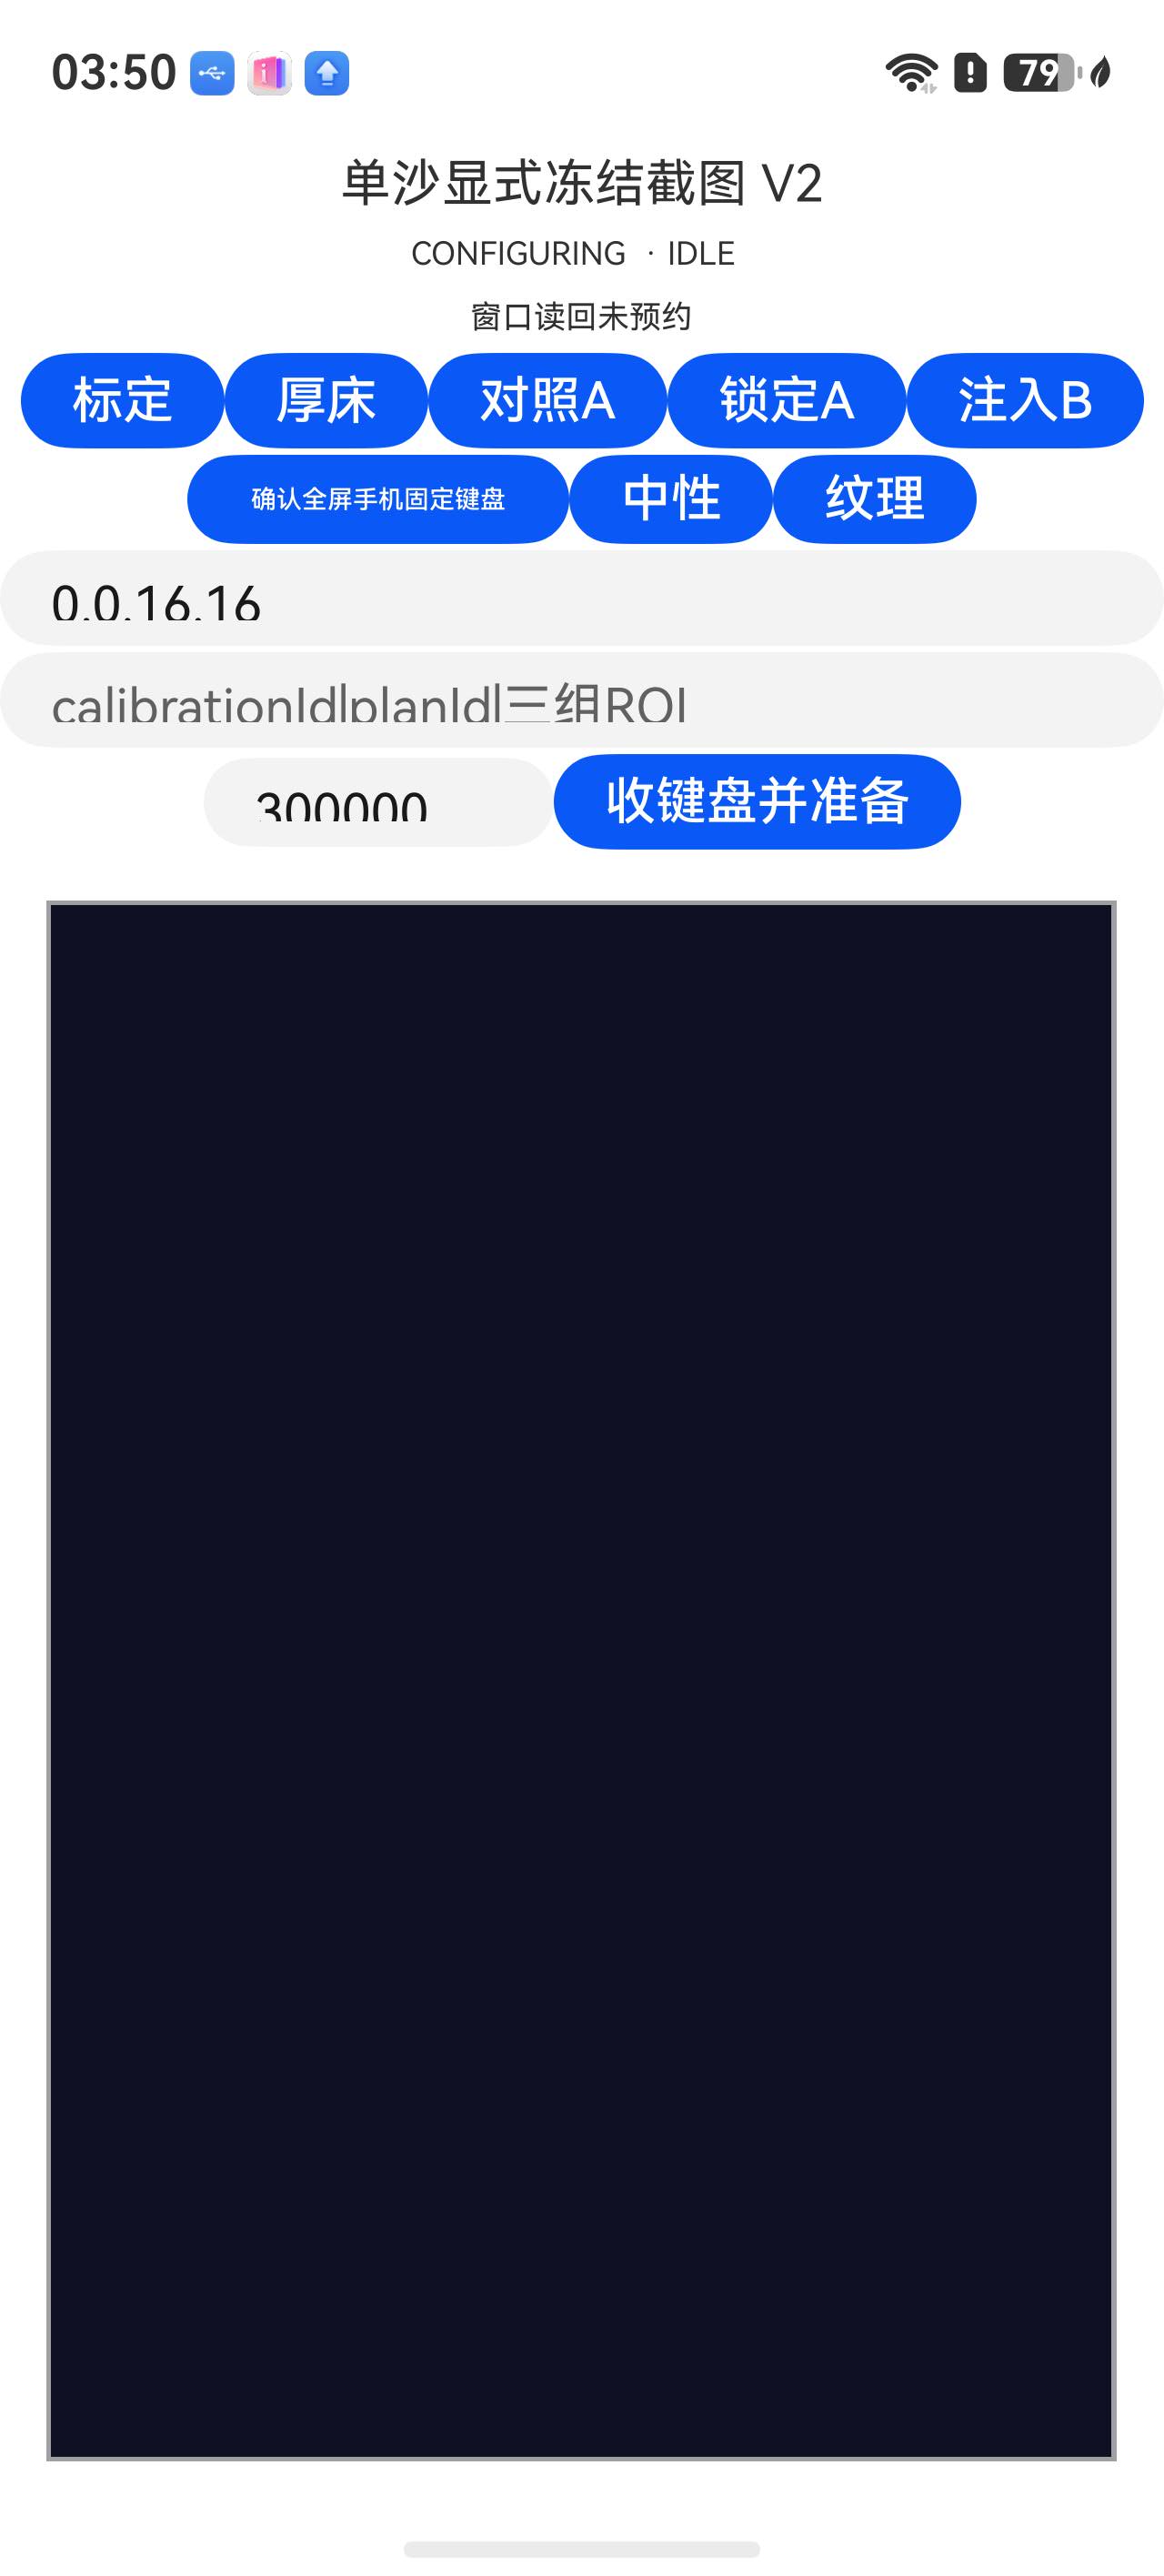 03:50 79
单沙显式冻结截图 V2
CONFIGURING · IDLE
窗口读回未预约
标定 厚床 对照A 锁定A 注入B
确认全屏手机固定键盘 中性 纹理
0,0,16,16
calibrationId|planId|三组ROI
300000 收键盘并准备